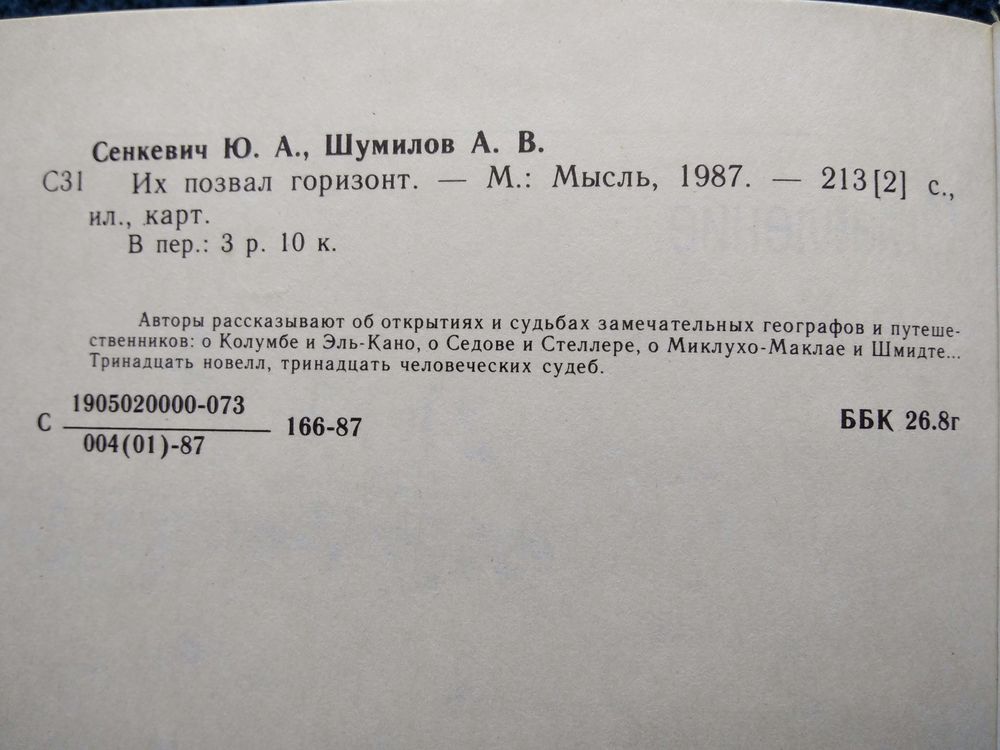 Сенкевич Ю. А., Шумилов А. В.
С31 Их позвал горизонт. — М.: Мысль, 1987. — 213[2] с.,
ил., карт.
В пер.: 3 р. 10 к.
Авторы рассказывают об открытиях и судьбах замечательных географов и путеше-
ственников: о Колумбе и Эль-Кано, о Седове и Стеллере, о Миклухо-Маклае и Шмидте...
Тринадцать новелл, тринадцать человеческих судеб.
С 1905020000-073
004(01)-87
166-87
ББК 26.8г